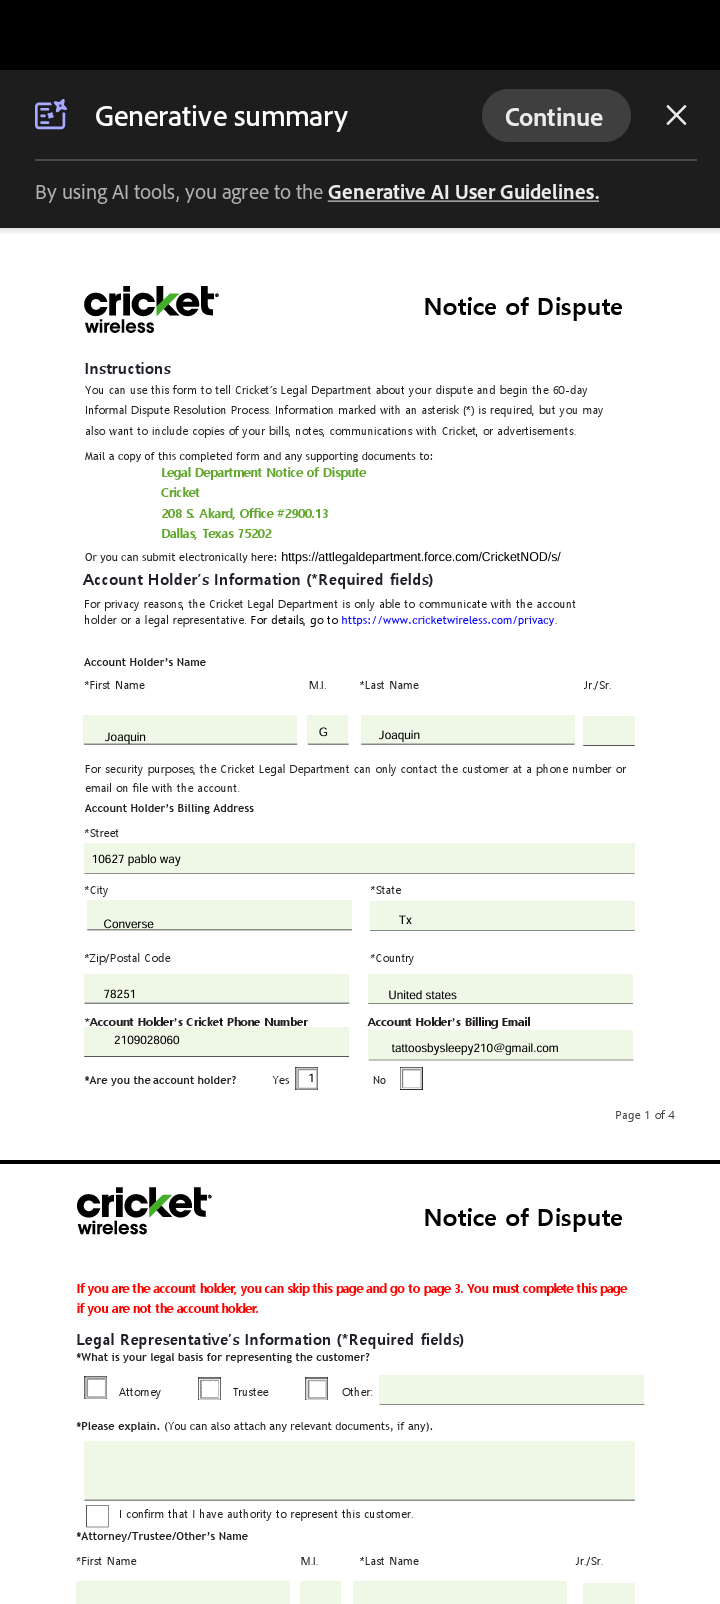 Generative summary
Continue
By using AI tools, you agree to the Generative AI User Guidelines.
cricket
wireless
Notice of Dispute
Instructions
You can use this form to tell Cricket's Legal Department about your dispute and begin the 60-day
Informal Dispute Resolution Process. Information marked with an asterisk (*) is required, but you may
also want to include copies of your bills, notes, communications with Cricket, or advertisements.
Mail a copy of this completed form and any supporting documents to:
Legal Department Notice of Dispute
Cricket
208 S. Akard, Office #2900.13
Dallas, Texas 75202
Or you can submit electronically here: https://attlegaldepartment.force.com/CricketNOD/s/
Account Holder's Information (*Required fields)
For privacy reasons, the Cricket Legal Department is only able to communicate with the account
holder or a legal representative. For details, go to https://www.cricketwireless.com/privacy.
Account Holder's Name
*First Name M.I. *Last Name Jr./Sr.
Joaquin G Joaquin
For security purposes, the Cricket Legal Department can only contact the customer at a phone number or
email on file with the account.
Account Holder's Billing Address
*Street
10627 pablo way
*City *State
Converse Tx
*Zip/Postal Code *Country
78251 United states
*Account Holder's Cricket Phone Number Account Holder's Billing Email
2109028060 tattoosbysleepy210@gmail.com
*Are you the account holder? Yes 1 No
Page 1 of 4
cricket
wireless
Notice of Dispute
If you are the account holder, you can skip this page and go to page 3. You must complete this page
if you are not the account holder.
Legal Representative's Information (*Required fields)
*What is your legal basis for representing the customer?
Attorney Trustee Other:
*Please explain. (You can also attach any relevant documents, if any).
I confirm that I have authority to represent this customer.
*Attorney/Trustee/Other's Name
*First Name M.I. *Last Name Jr./Sr.